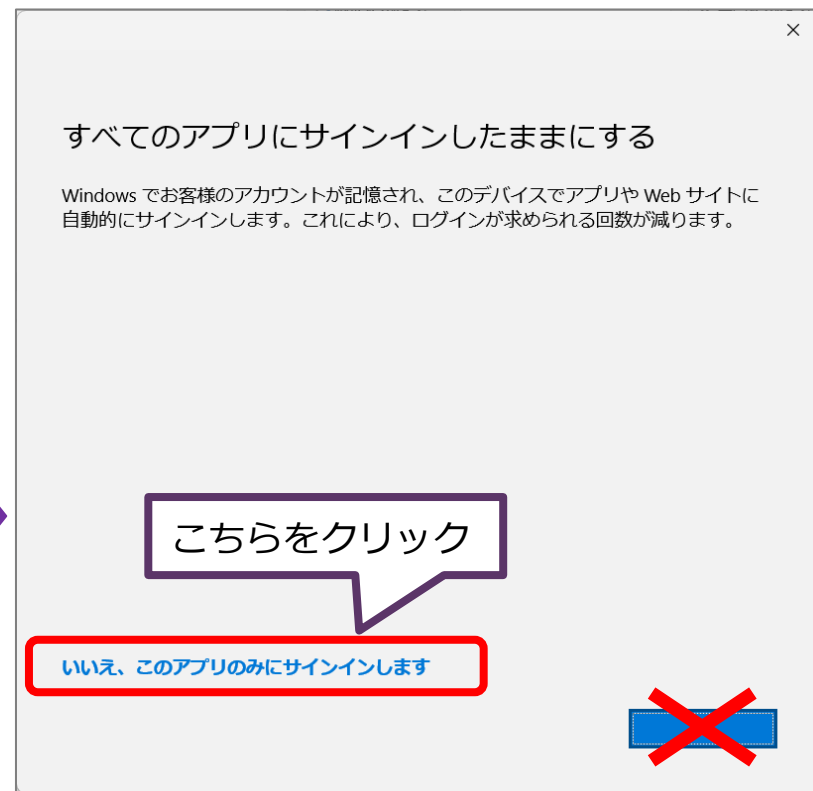 すべてのアプリにサインインしたままにする
Windows でお客様のアカウントが記憶され、このデバイスでアプリや Web サイトに
自動的にサインインします。これにより、ログインが求められる回数が減ります。
こちらをクリック
いいえ、このアプリのみにサインインします